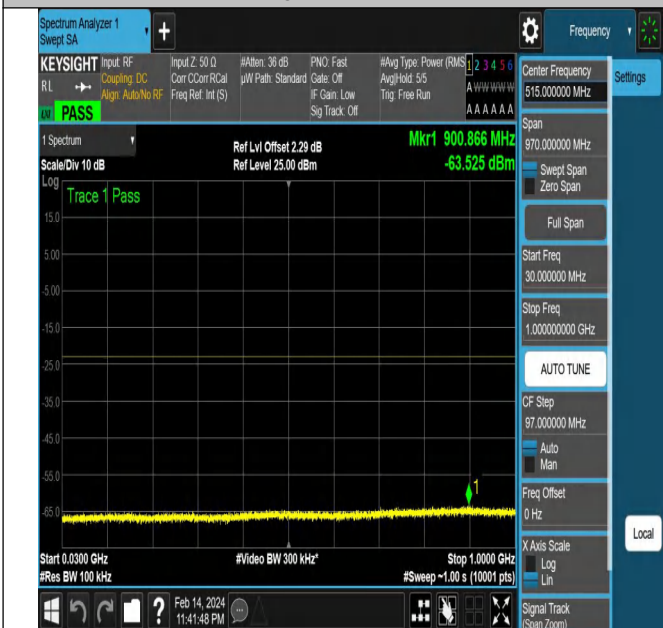 Spectrum Analyzer 1
Swept SA
+
Frequency
KEYSIGHT
RL
PASS
Input: RF
Coupling: DC
Align: Auto/No RF
Input Z: 50 Ω
Corr CCorr RCal
Freq Ref: Int (S)
#Atten: 36 dB
µW Path: Standard
PNO: Fast
Gate: Off
IF Gain: Low
Sig Track: Off
#Avg Type: Power (RMS
Avg|Hold: 5/5
Trig: Free Run
1 2 3 4 5 6
A W W W W W
A A A A A A
1 Spectrum
Scale/Div 10 dB
Ref Lvl Offset 2.29 dB
Ref Level 25.00 dBm
Mkr1 900.866 MHz
-63.525 dBm
Log
Trace 1 Pass
15.0
5.00
-5.00
-15.0
-25.0
-35.0
-45.0
-55.0
-65.0
1
Start 0.0300 GHz
#Res BW 100 kHz
#Video BW 300 kHz*
Stop 1.0000 GHz
#Sweep ~1.00 s (10001 pts)
Feb 14, 2024
11:41:48 PM
Center Frequency
515.000000 MHz
Settings
Span
970.000000 MHz
Swept Span
Zero Span
Full Span
Start Freq
30.000000 MHz
Stop Freq
1.000000000 GHz
AUTO TUNE
CF Step
97.000000 MHz
Auto
Man
Freq Offset
0 Hz
X Axis Scale
Log
Lin
Local
Signal Track
(Span Zoom)